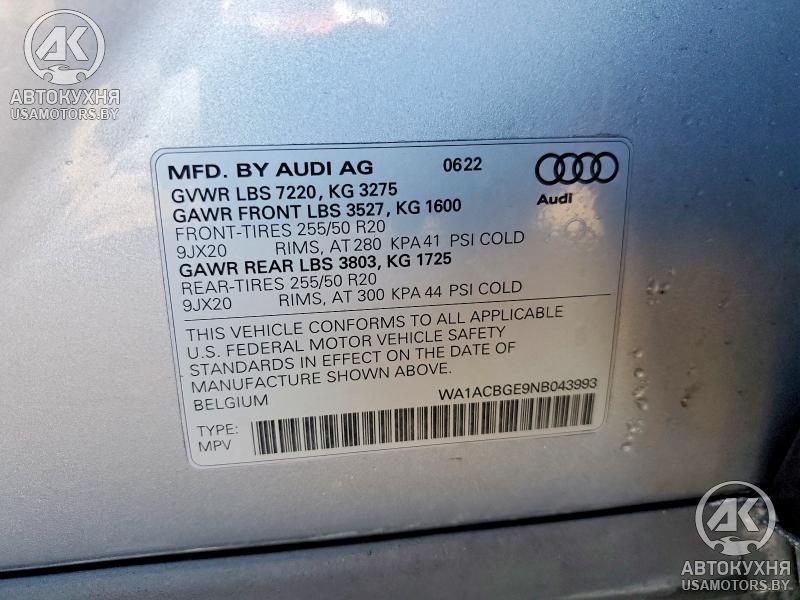 АК
АВТОКУХНЯ
USAMOTORS.BY
MFD. BY AUDI AG 0622
Audi
GVWR LBS 7220, KG 3275
GAWR FRONT LBS 3527, KG 1600
FRONT-TIRES 255/50 R20
9JX20 RIMS, AT 280 KPA 41 PSI COLD
GAWR REAR LBS 3803, KG 1725
REAR-TIRES 255/50 R20
9JX20 RIMS, AT 300 KPA 44 PSI COLD
THIS VEHICLE CONFORMS TO ALL APPLICABLE
U.S. FEDERAL MOTOR VEHICLE SAFETY
STANDARDS IN EFFECT ON THE DATE OF
MANUFACTURE SHOWN ABOVE.
BELGIUM WA1ACBGE9NB043993
TYPE:
MPV
АК
АВТОКУХНЯ
USAMOTORS.BY